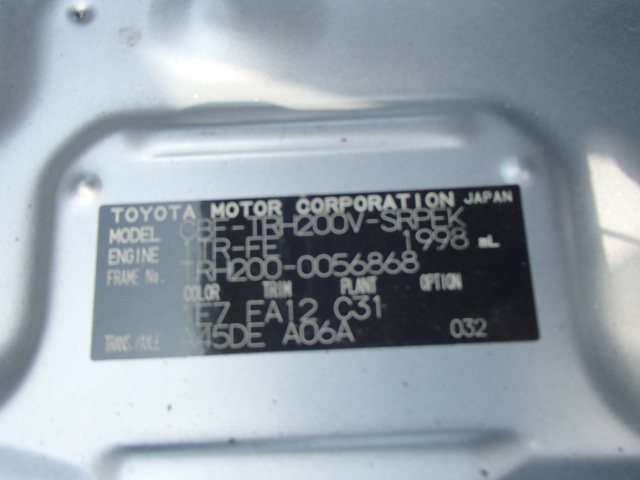 TOYOTA MOTOR CORPORATION JAPAN
MODEL CBF-TRH200V-SRPEK
ENGINE 1TR-FE 1998 mL
FRAME No. TRH200-0056868
COLOR TRIM PLANT OPTION
1E7 FA12 C31
TRANS./AXLE A45DE A06A 032